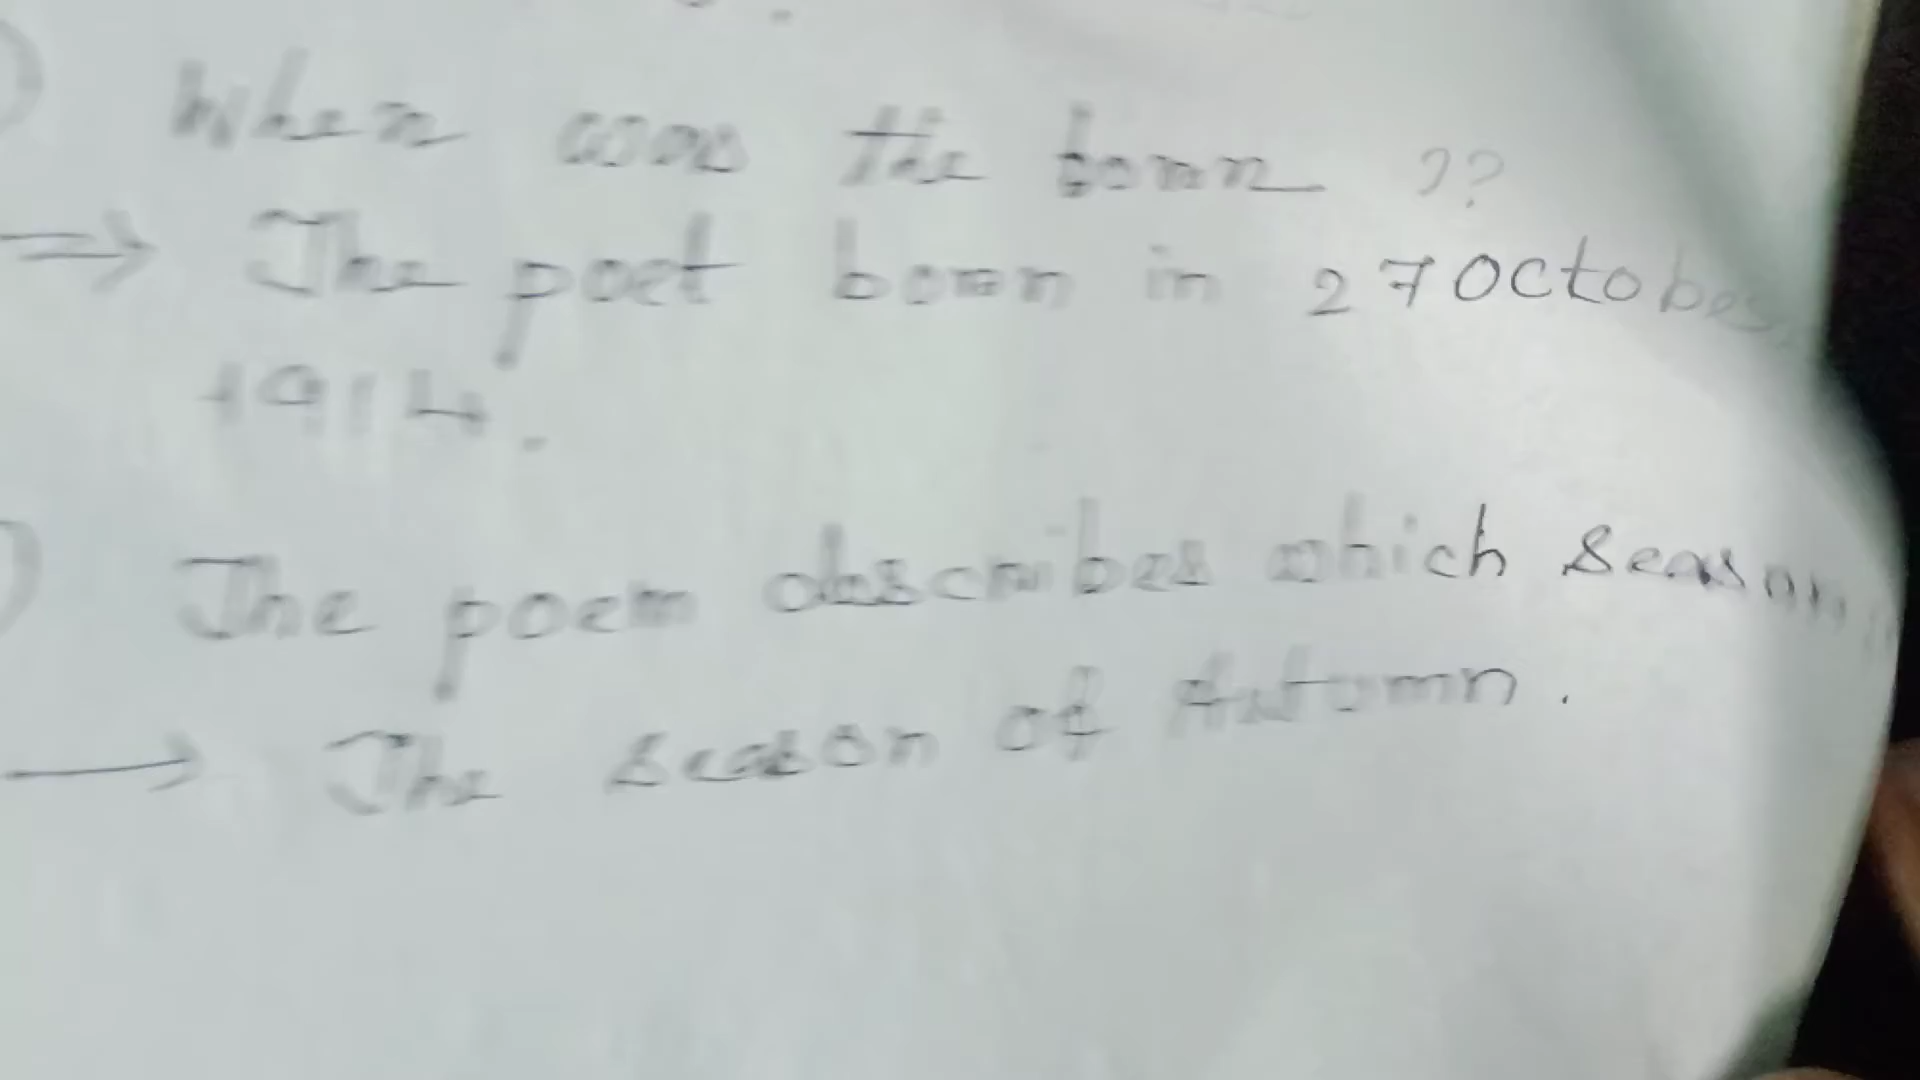 ) When was the born ??
⇒ The poet born in 27 October
1914.
) The poem describes which season
→ The season of Automn.